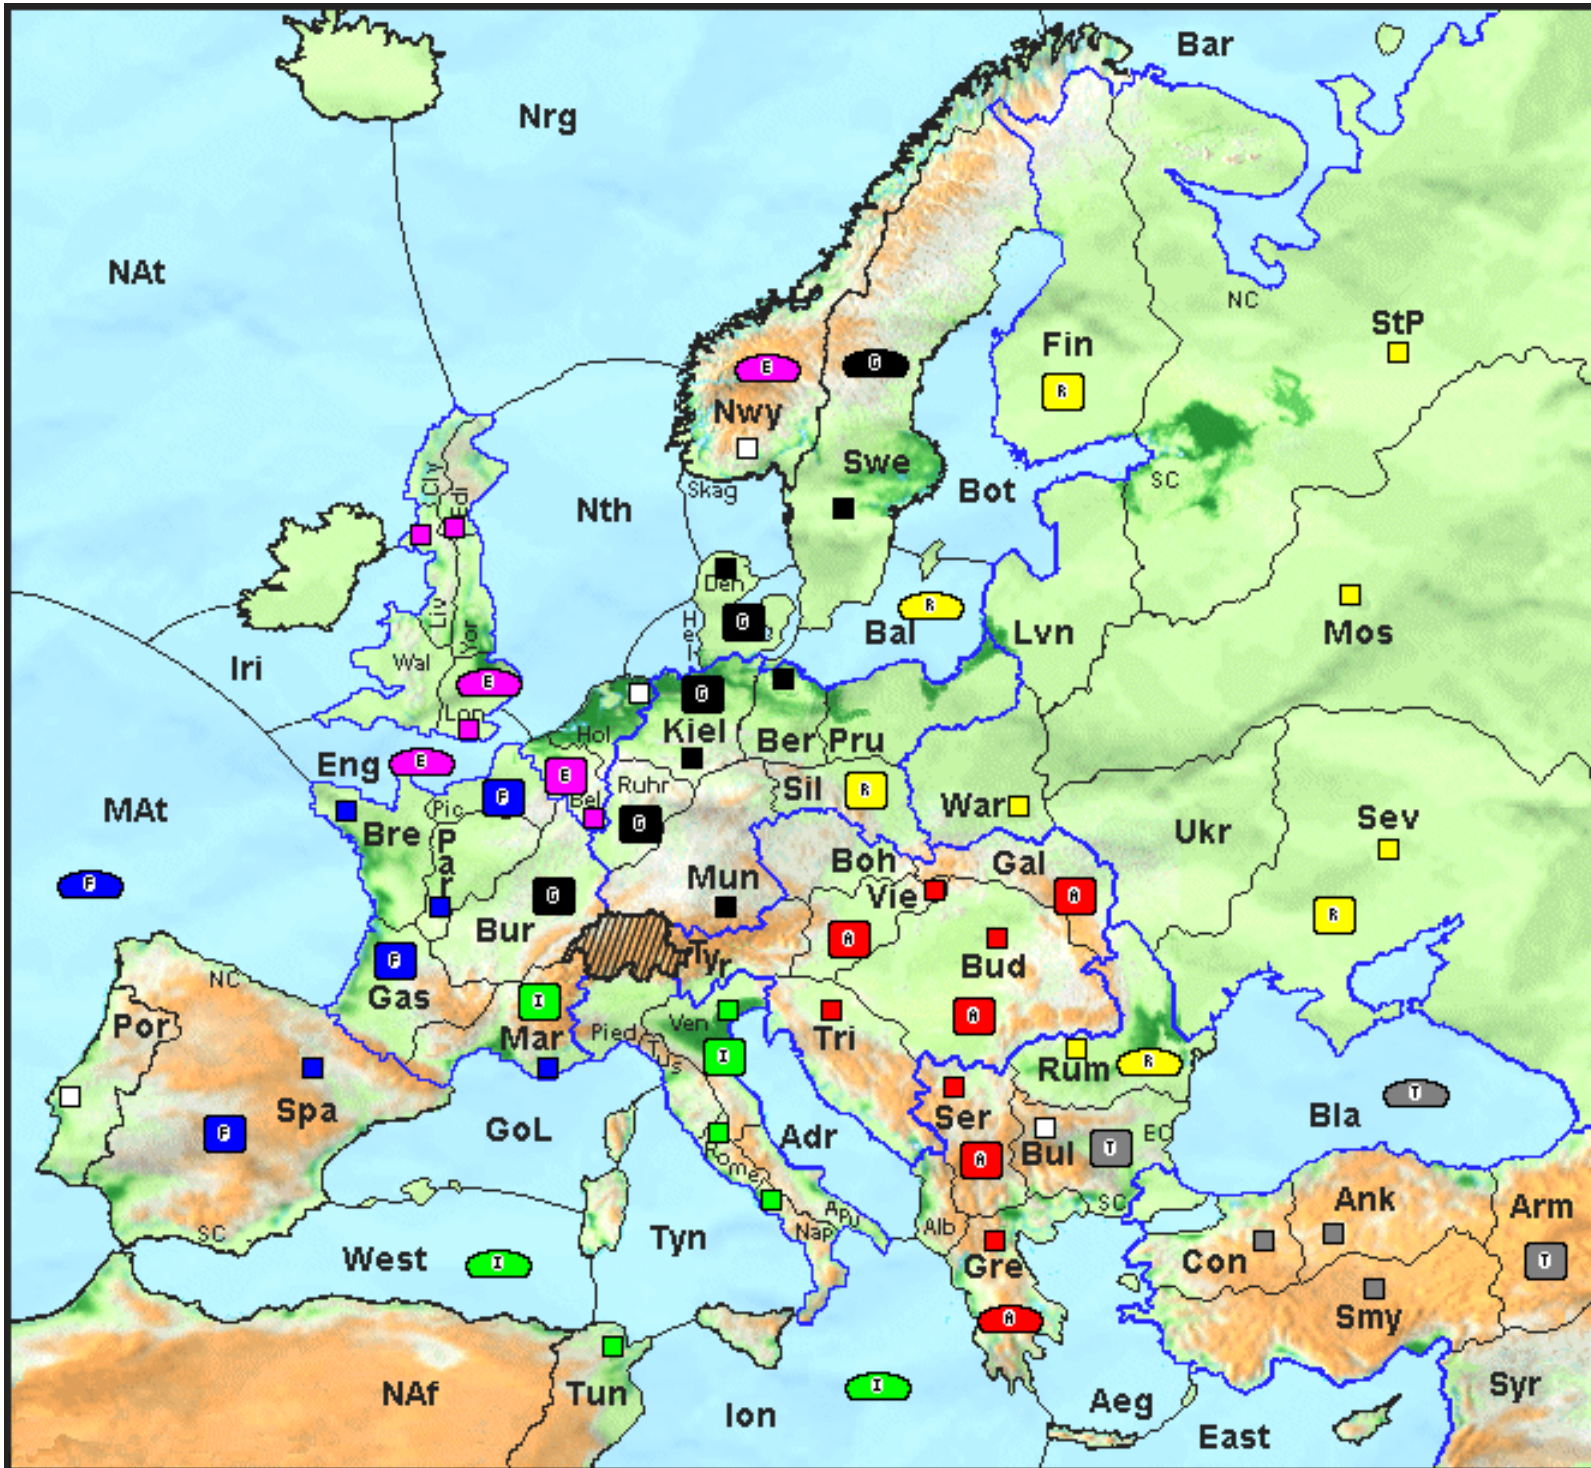 Bar
Nrg
NAt
NC
StP
Fin
R
E
G
Nwy
Swe
Bot
SC
Skag
Nth
Cly
Edi
Den
G
R
Bal
Lvn
Mos
Hel
Liv
Yor
Wal
Iri
E
Lon
G
Kiel
Hol
Ber
Pru
Eng
E
E
Ruhr
Sil
R
War
MAt
Pic
F
Bel
G
Bre
Par
Boh
Gal
Ukr
Sev
F
Mun
Vie
A
G
Bur
A
R
Bud
F
Gas
Tyr
NC
Por
I
Mar
Pied
Ven
Tus
I
Tri
A
Rum
R
Spa
F
GoL
Adr
Ser
Bla
T
Bul
T
EC
Rome
A
SC
West
I
Tyn
Nap
Apu
Alb
Gre
SC
Con
Ank
Arm
T
Smy
A
NAf
Tun
Ion
I
Aeg
East
Syr